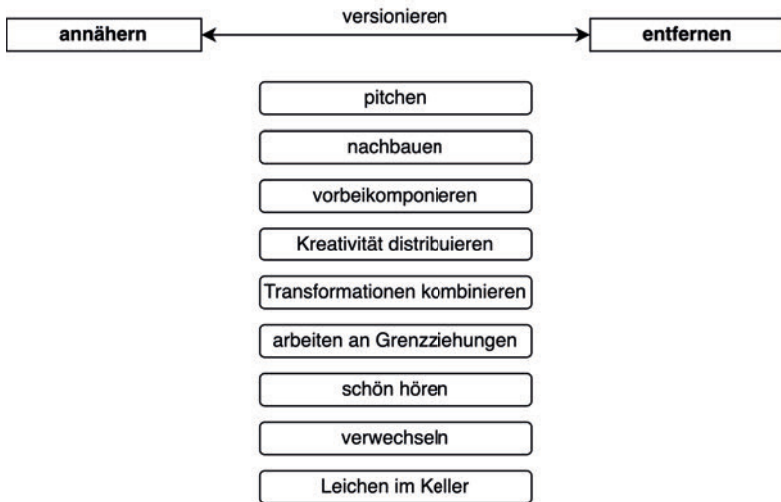 versionieren
annähern
entfernen
pitchen
nachbauen
vorbeikomponieren
Kreativität distribuieren
Transformationen kombinieren
arbeiten an Grenzziehungen
schön hören
verwechseln
Leichen im Keller